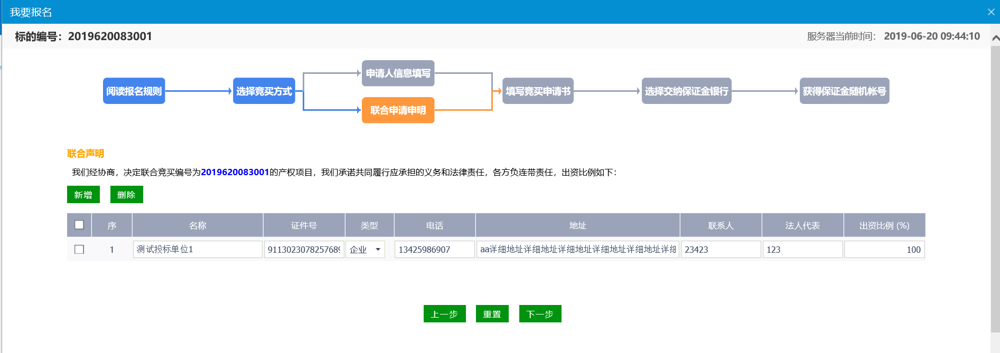 我要报名
标的编号：2019620083001 服务器当前时间： 2019-06-20 09:44:10
申请人信息填写
阅读报名规则 选择竞买方式 填写竞买申请书 选择交纳保证金银行 获得保证金随机帐号
联合申请申明
联合声明
我们经协商，决定联合竞买编号为2019620083001的产权项目，我们承诺共同履行应承担的义务和法律责任，各方负连带责任，出资比例如下：
新增 删除
序 名称 证件号 类型 电话 地址 联系人 法人代表 出资比例 (%)
1 测试投标单位1 9113023078257689 企业 13425986907 aa详细地址详细地址详细地址详细地址详细地址详细 23423 123 100
上一步 重置 下一步